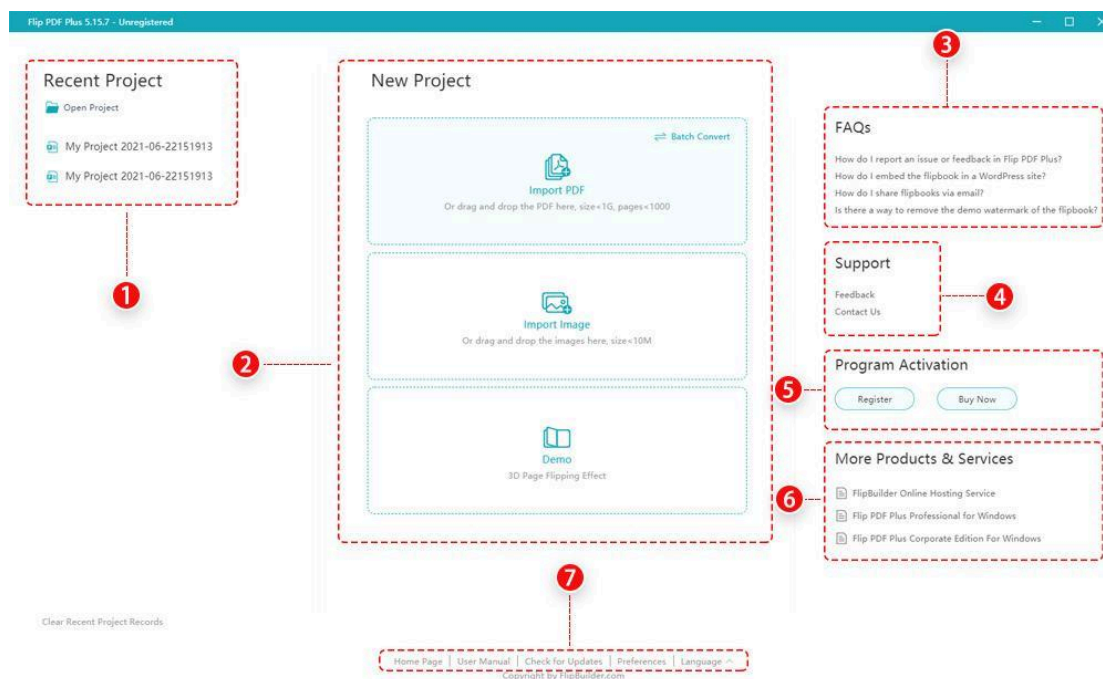 Flip PDF Plus 5.15.7 - Unregistered
Recent Project
Open Project
My Project 2021-06-22151913
My Project 2021-06-22151913
1
New Project
Batch Convert
Import PDF
Or drag and drop the PDF here, size<1G, pages<1000
Import Image
Or drag and drop the images here, size<10M
Demo
3D Page Flipping Effect
2
3
FAQs
How do I report an issue or feedback in Flip PDF Plus?
How do I embed the flipbook in a WordPress site?
How do I share flipbooks via email?
Is there a way to remove the demo watermark of the flipbook?
Support
Feedback
Contact Us
4
Program Activation
5
Register Buy Now
More Products & Services
6
FlipBuilder Online Hosting Service
Flip PDF Plus Professional for Windows
Flip PDF Plus Corporate Edition For Windows
7
Clear Recent Project Records
Home Page | User Manual | Check for Updates | Preferences | Language
Copyright by FlipBuilder.com